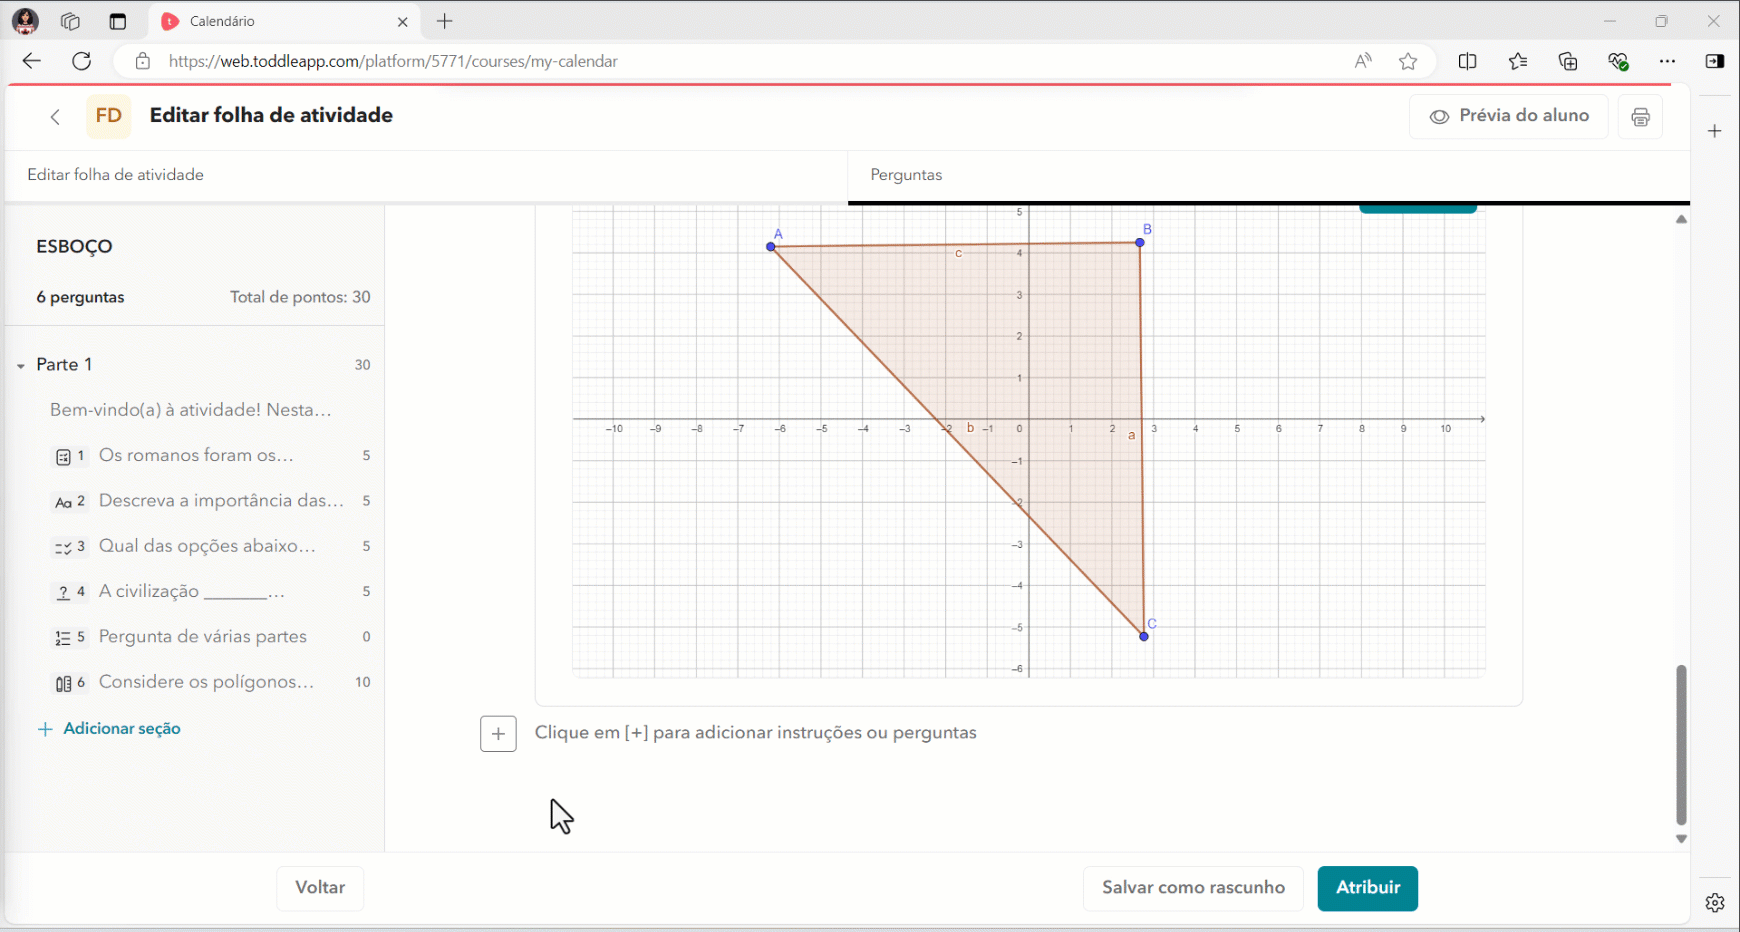 Calendário
https://web.toddleapp.com/platform/5771/courses/my-calendar
FD Editar folha de atividade
Prévia do aluno
Editar folha de atividade
Perguntas
ESBOÇO
6 perguntas Total de pontos: 30
Parte 1 30
Bem-vindo(a) à atividade! Nesta...
1 Os romanos foram os... 5
Aa 2 Descreva a importância das... 5
3 Qual das opções abaixo... 5
? 4 A civilização _______... 5
5 Pergunta de várias partes 0
6 Considere os polígonos... 10
+ Adicionar seção
5
A
B
c
4
3
2
1
−10 −9 −8 −7 −6 −5 −4 −3 −2 b −1 0 1 2 a 3 4 5 6 7 8 9 10
−1
−2
−3
−4
−5
C
−6
+ Clique em [+] para adicionar instruções ou perguntas
Voltar
Salvar como rascunho
Atribuir